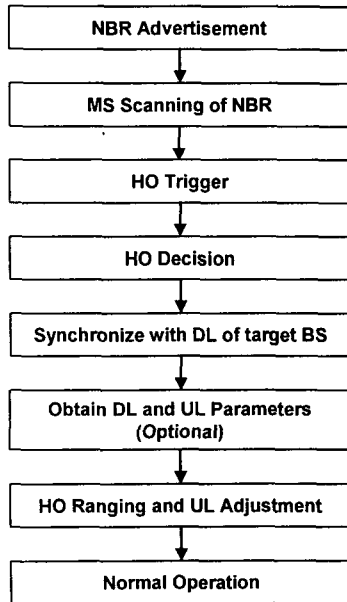 NBR Advertisement
MS Scanning of NBR
HO Trigger
HO Decision
Synchronize with DL of target BS
Obtain DL and UL Parameters
(Optional)
HO Ranging and UL Adjustment
Normal Operation